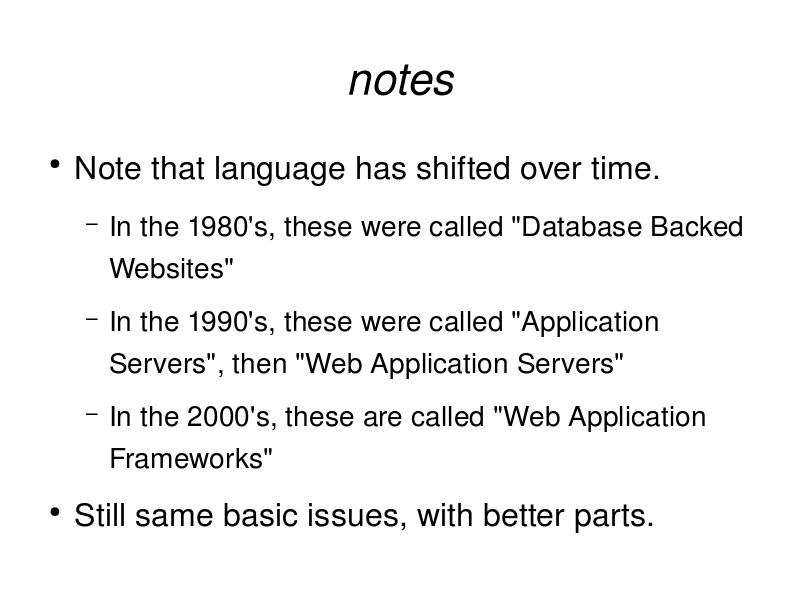 notes
• Note that language has shifted over time.
– In the 1980's, these were called "Database Backed
Websites"
– In the 1990's, these were called "Application
Servers", then "Web Application Servers"
– In the 2000's, these are called "Web Application
Frameworks"
• Still same basic issues, with better parts.